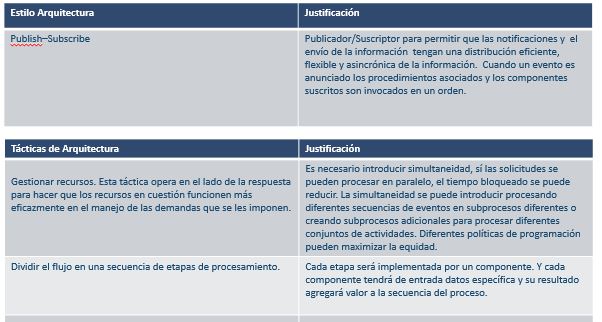 Estilo Arquitectura
Justificación
Publish–Subscribe
Publicador/Suscriptor para permitir que las notificaciones y el
envío de la información tengan una distribución eficiente,
flexible y asincrónica de la información. Cuando un evento es
anunciado los procedimientos asociados y los componentes
suscritos son invocados en un orden.
Tácticas de Arquitectura
Justificación
Gestionar recursos. Esta táctica opera en el lado de la respuesta
para hacer que los recursos en cuestión funcionen más
eficazmente en el manejo de las demandas que se les imponen.
Es necesario introducir simultaneidad, sí las solicitudes se
pueden procesar en paralelo, el tiempo bloqueado se puede
reducir. La simultaneidad se puede introducir procesando
diferentes secuencias de eventos en subprocesos diferentes o
creando subprocesos adicionales para procesar diferentes
conjuntos de actividades. Diferentes políticas de programación
pueden maximizar la equidad.
Dividir el flujo en una secuencia de etapas de procesamiento.
Cada etapa será implementada por un componente. Y cada
componente tendrá de entrada datos específica y su resultado
agregará valor a la secuencia del proceso.